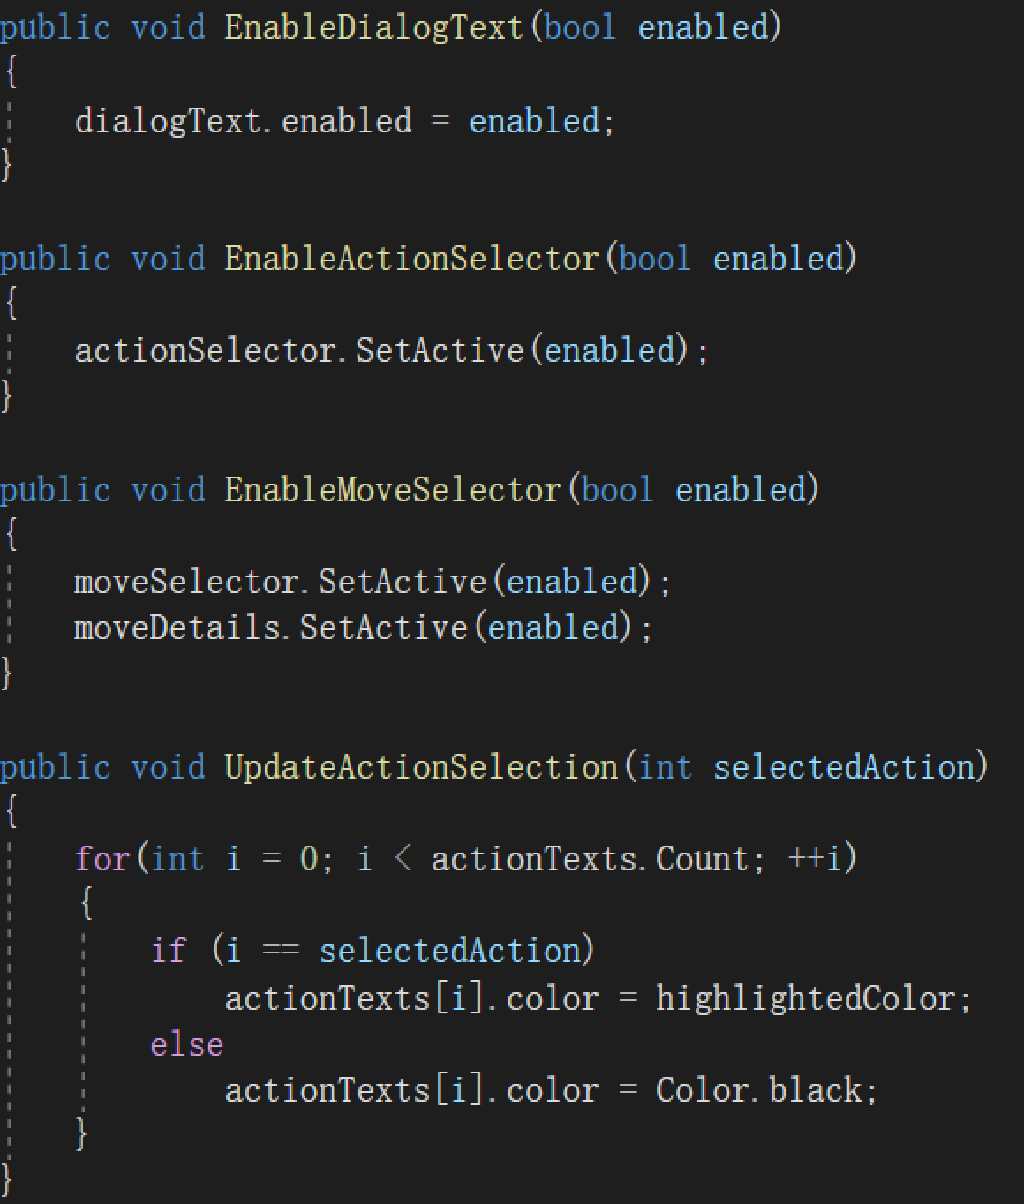 public void EnableDialogText(bool enabled)
{
    dialogText.enabled = enabled;
}
public void EnableActionSelector(bool enabled)
{
    actionSelector.SetActive(enabled);
}
public void EnableMoveSelector(bool enabled)
{
    moveSelector.SetActive(enabled);
    moveDetails.SetActive(enabled);
}
public void UpdateActionSelection(int selectedAction)
{
    for(int i = 0; i < actionTexts.Count; ++i)
    {
        if (i == selectedAction)
            actionTexts[i].color = highlightedColor;
        else
            actionTexts[i].color = Color.black;
    }
}